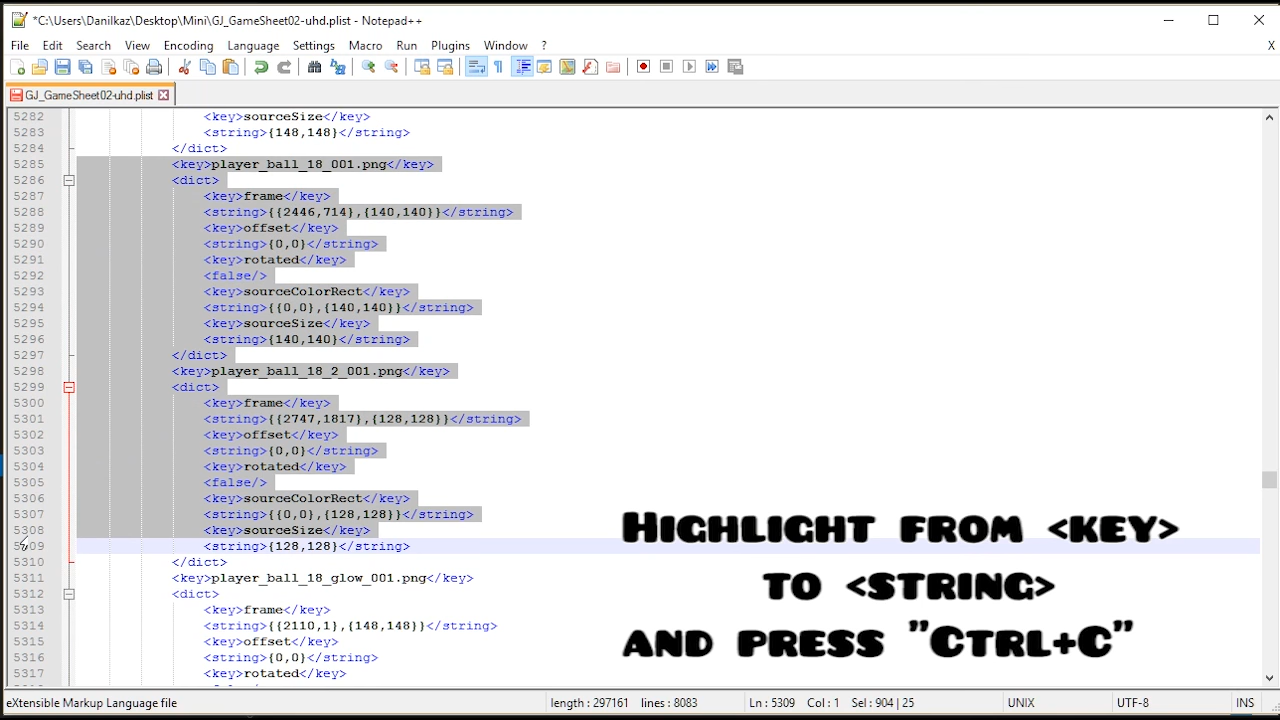 *C:\Users\Danilkaz\Desktop\Mini\GJ_GameSheet02-uhd.plist - Notepad++
File Edit Search View Encoding Language Settings Macro Run Plugins Window ? X
GJ_GameSheet02-uhd.plist
5282 <key>sourceSize</key>
5283 <string>{148,148}</string>
5284 </dict>
5285 <key>player_ball_18_001.png</key>
5286 <dict>
5287 <key>frame</key>
5288 <string>{{2446,714},{140,140}}</string>
5289 <key>offset</key>
5290 <string>{0,0}</string>
5291 <key>rotated</key>
5292 <false/>
5293 <key>sourceColorRect</key>
5294 <string>{{0,0},{140,140}}</string>
5295 <key>sourceSize</key>
5296 <string>{140,140}</string>
5297 </dict>
5298 <key>player_ball_18_2_001.png</key>
5299 <dict>
5300 <key>frame</key>
5301 <string>{{2747,1817},{128,128}}</string>
5302 <key>offset</key>
5303 <string>{0,0}</string>
5304 <key>rotated</key>
5305 <false/>
5306 <key>sourceColorRect</key>
5307 <string>{{0,0},{128,128}}</string>
5308 <key>sourceSize</key>
5309 <string>{128,128}</string>
5310 </dict>
5311 <key>player_ball_18_glow_001.png</key>
5312 <dict>
5313 <key>frame</key>
5314 <string>{{2110,1},{148,148}}</string>
5315 <key>offset</key>
5316 <string>{0,0}</string>
5317 <key>rotated</key>
Highlight from <key>
to <string>
and press "Ctrl+C"
eXtensible Markup Language file length : 297161 lines : 8083 Ln : 5309 Col : 1 Sel : 904 | 25 UNIX UTF-8 INS